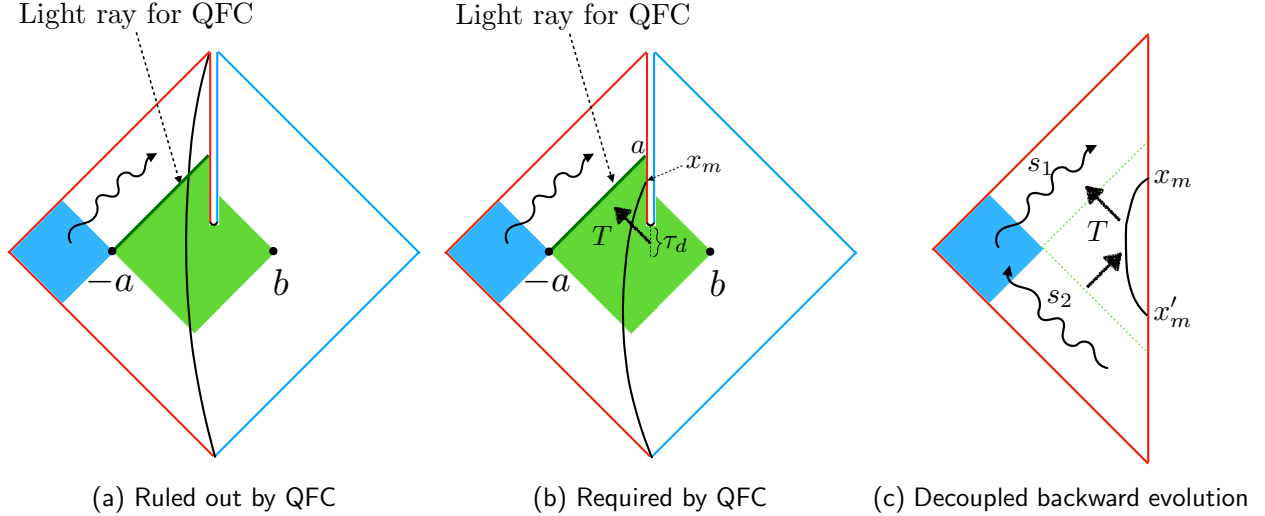 Light ray for QFC
−a
b
(a) Ruled out by QFC
Light ray for QFC
a
x_m
T
τ_d
−a
b
(b) Required by QFC
s_1
x_m
T
s_2
x'_m
(c) Decoupled backward evolution